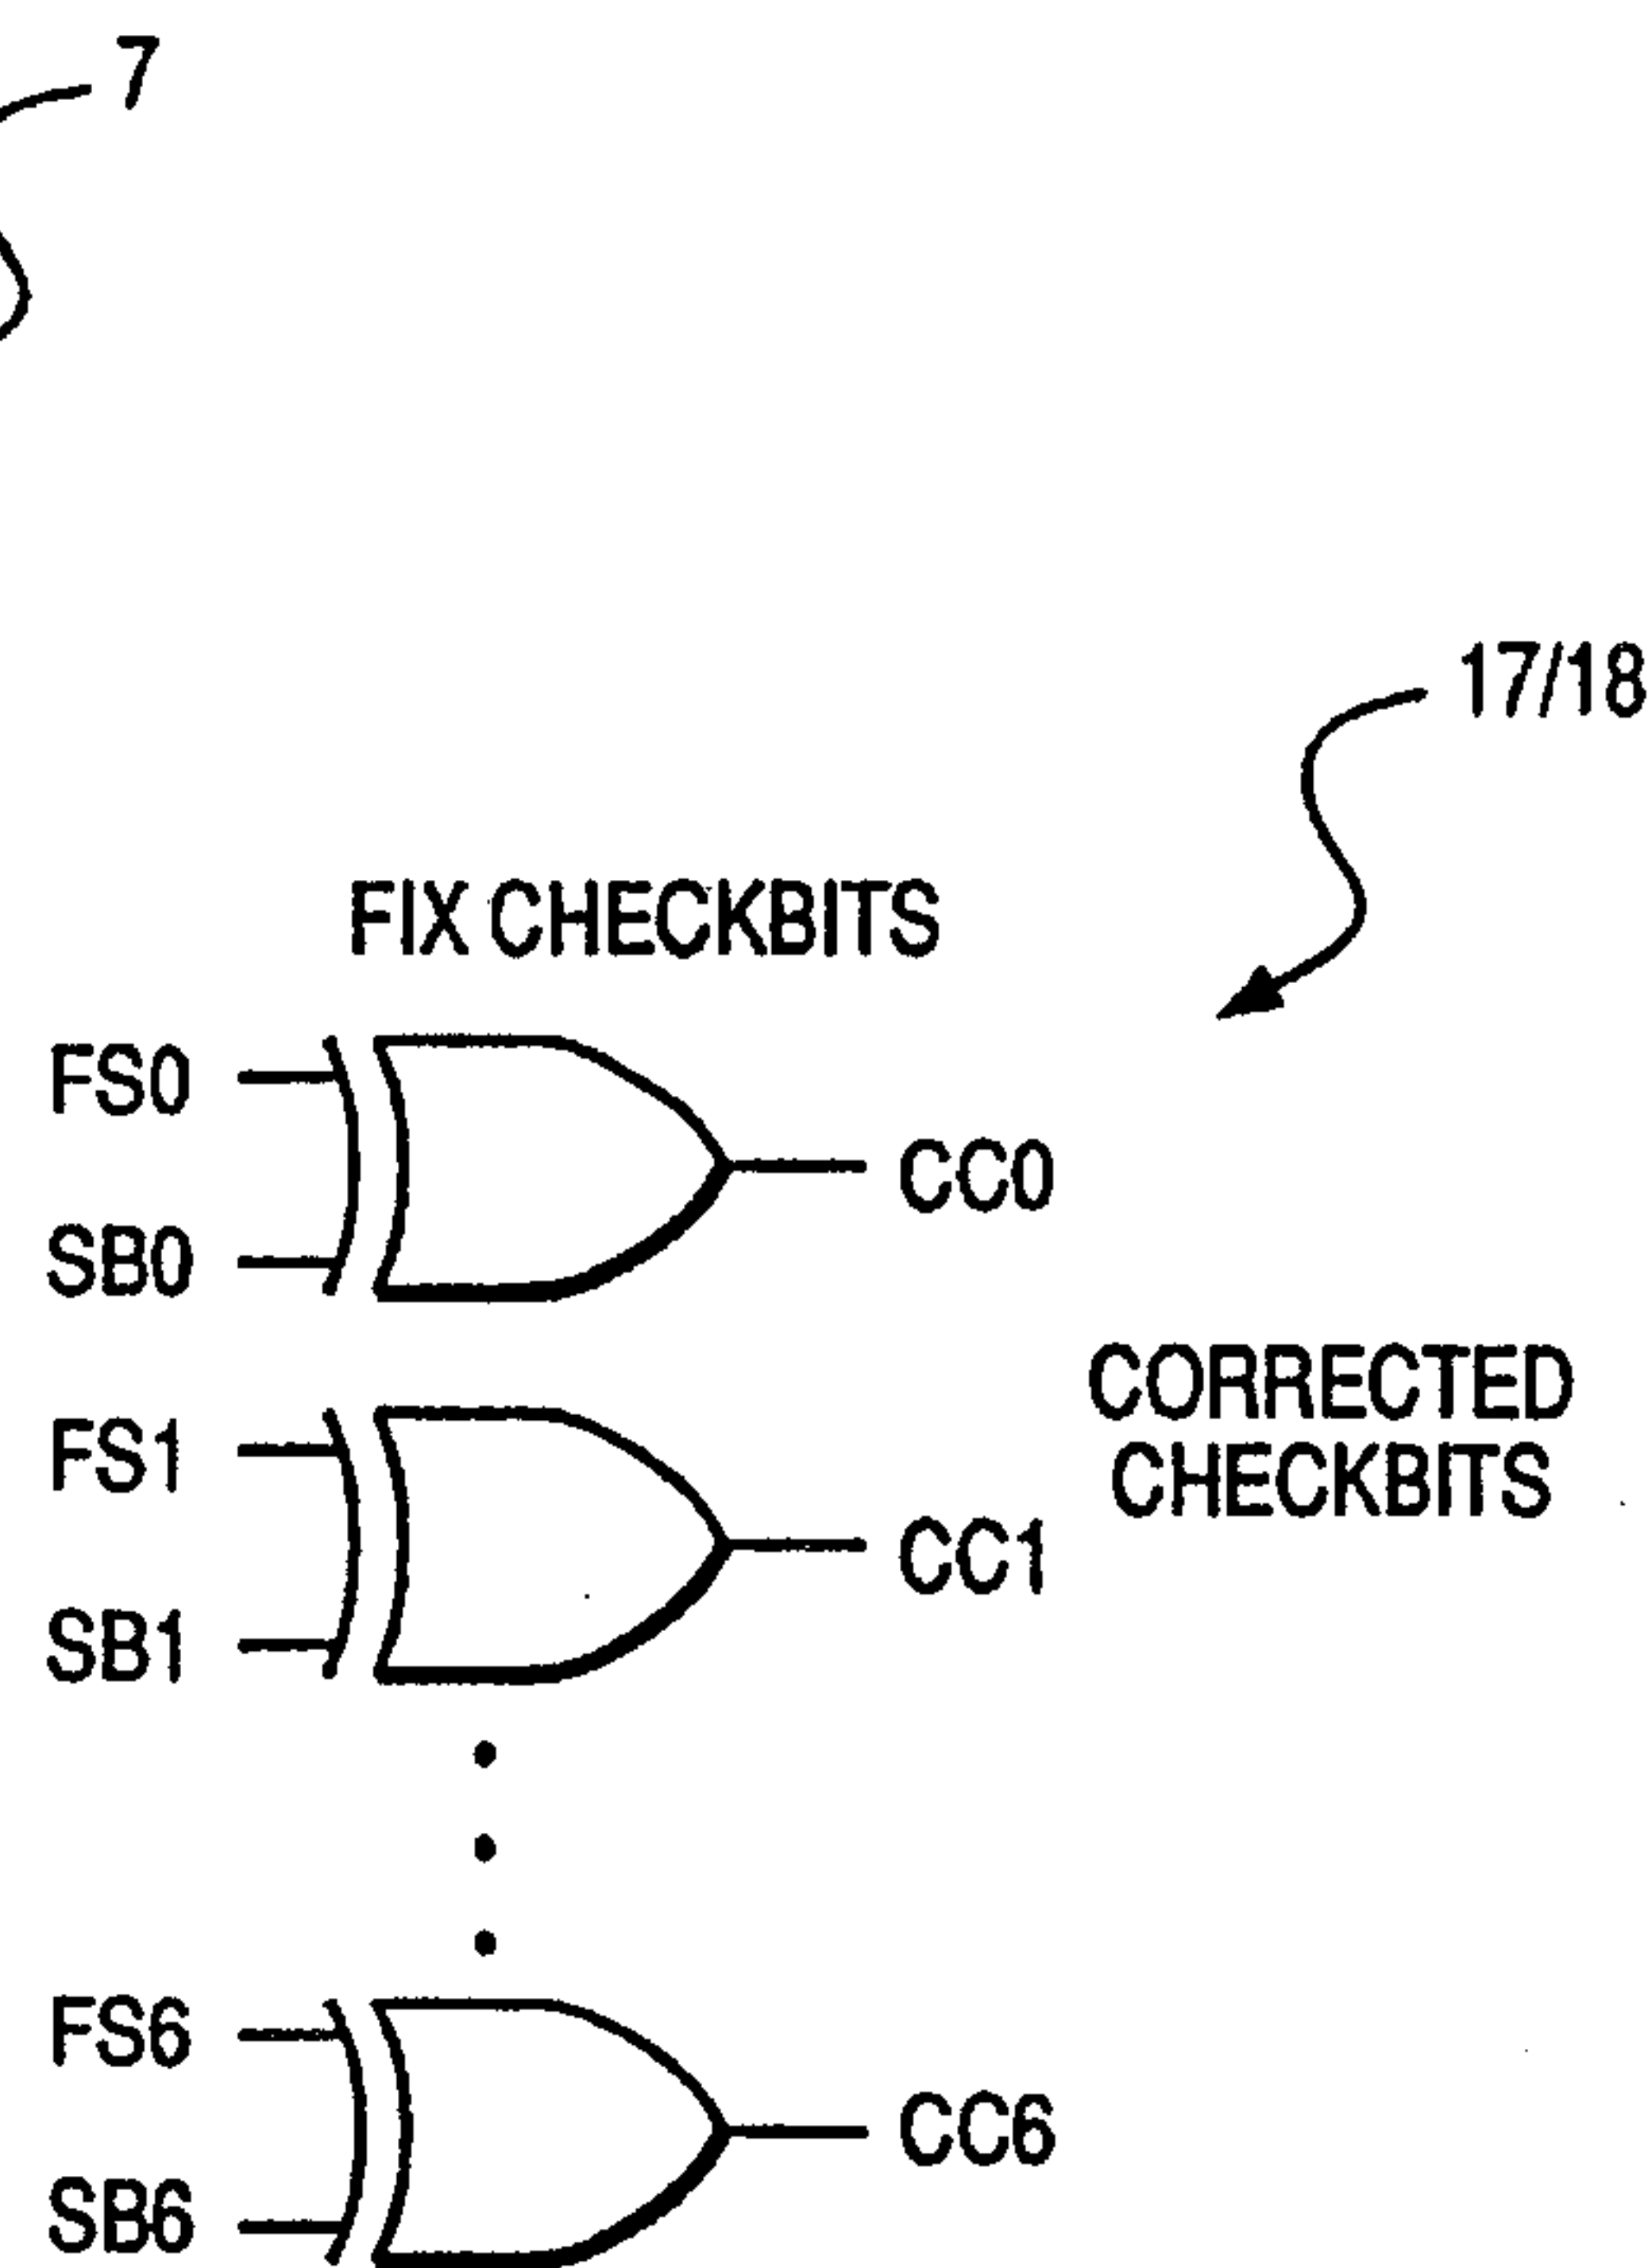 7
17/18
FIX CHECKBITS
FS0
CC0
SB0
CORRECTED
CHECKBITS
FS1
CC1
SB1
FS6
CC6
SB6